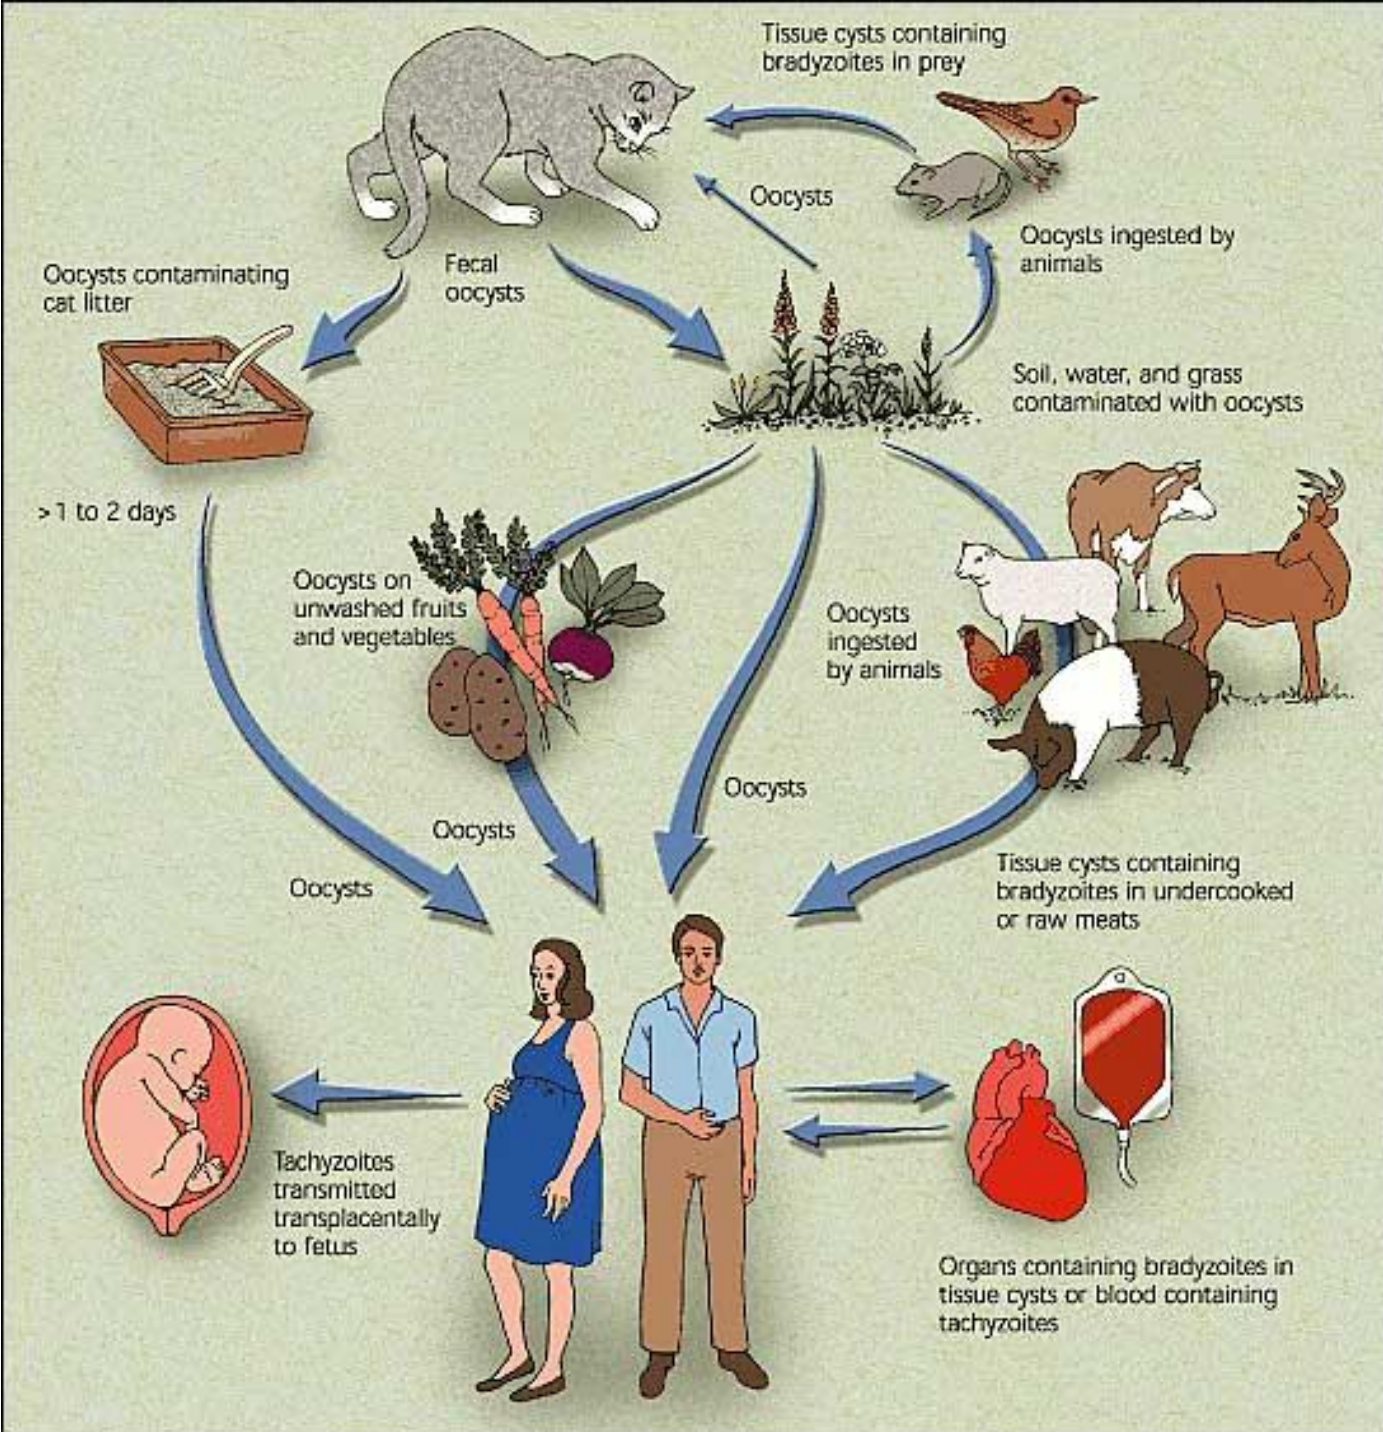 Tissue cysts containing
bradyzoites in prey
Oocysts
Oocysts ingested by
animals
Fecal
oocysts
Oocysts contaminating
cat litter
Soil, water, and grass
contaminated with oocysts
>1 to 2 days
Oocysts on
unwashed fruits
and vegetables
Oocysts
ingested
by animals
Oocysts
Oocysts
Oocysts
Tissue cysts containing
bradyzoites in undercooked
or raw meats
Tachyzoites
transmitted
transplacentally
to fetus
Organs containing bradyzoites in
tissue cysts or blood containing
tachyzoites